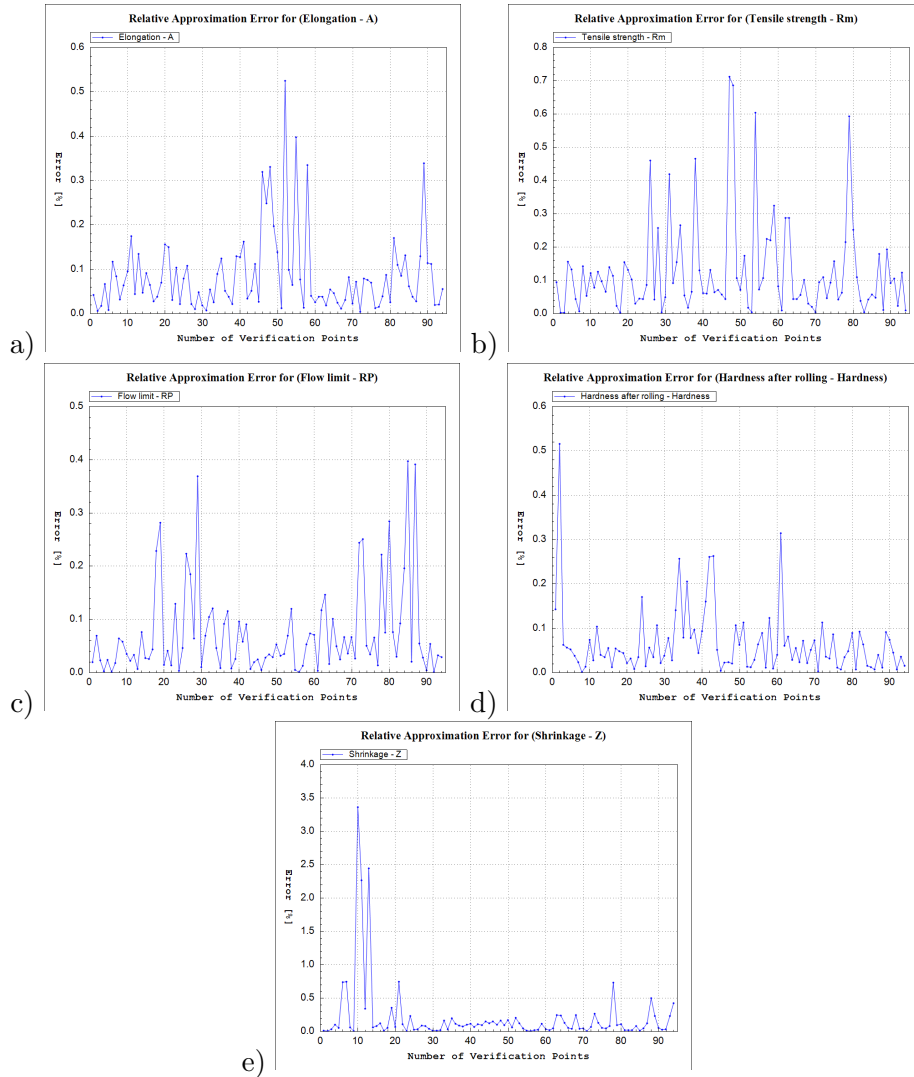 Relative Approximation Error for (Elongation - A)
Elongation - A
0.6
0.5
0.4
0.3
0.2
0.1
0.0
Error [%]
0 10 20 30 40 50 60 70 80 90
Number of Verification Points
a)
Relative Approximation Error for (Tensile strength - Rm)
Tensile strength - Rm
0.8
0.7
0.6
0.5
0.4
0.3
0.2
0.1
0.0
Error [%]
0 10 20 30 40 50 60 70 80 90
Number of Verification Points
b)
Relative Approximation Error for (Flow limit - RP)
Flow limit - RP
0.5
0.4
0.3
0.2
0.1
0.0
Error [%]
0 10 20 30 40 50 60 70 80 90
Number of Verification Points
c)
Relative Approximation Error for (Hardness after rolling - Hardness)
Hardness after rolling - Hardness
0.6
0.5
0.4
0.3
0.2
0.1
0.0
Error [%]
0 10 20 30 40 50 60 70 80 90
Number of Verification Points
d)
Relative Approximation Error for (Shrinkage - Z)
Shrinkage - Z
4.0
3.5
3.0
2.5
2.0
1.5
1.0
0.5
0.0
Error [%]
0 10 20 30 40 50 60 70 80 90
Number of Verification Points
e)